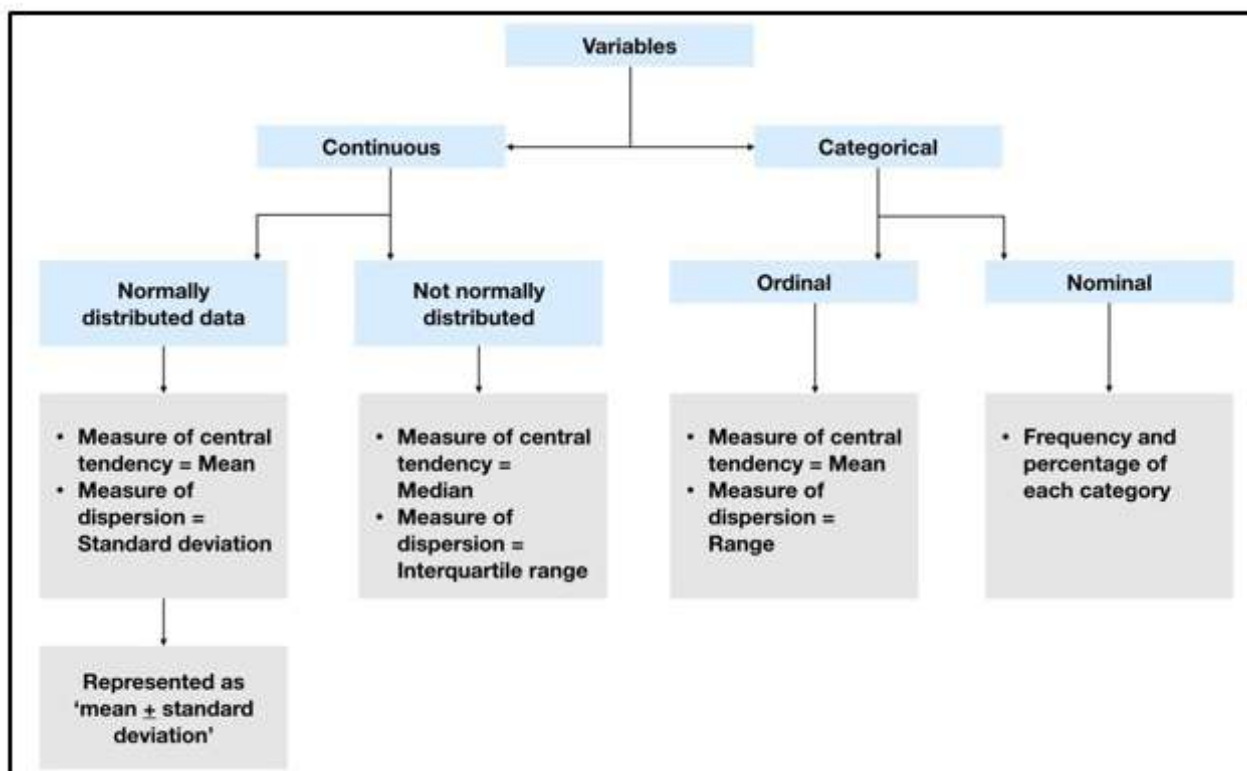 Variables
Continuous
Categorical
Normally
distributed data
Not normally
distributed
Ordinal
Nominal
• Measure of central
tendency = Mean
• Measure of
dispersion =
Standard deviation
• Measure of central
tendency =
Median
• Measure of
dispersion =
Interquartile range
• Measure of central
tendency = Mean
• Measure of
dispersion =
Range
• Frequency and
percentage of
each category
Represented as
‘mean ± standard
deviation’